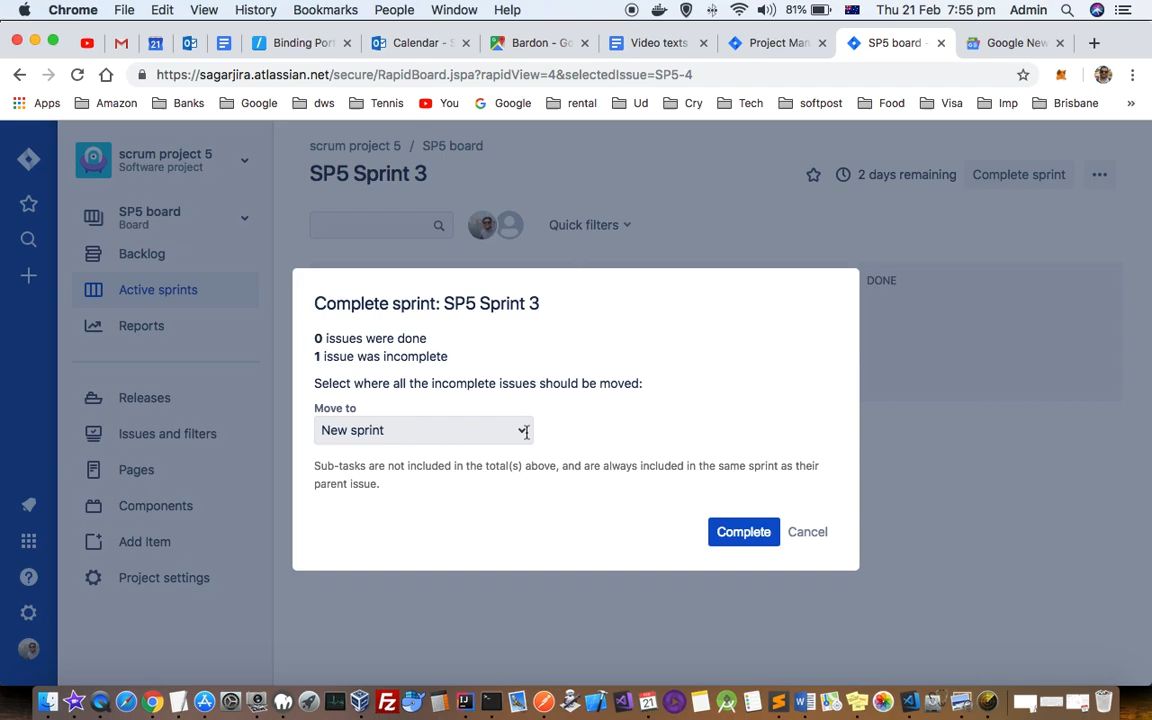 Chrome File Edit View History Bookmarks People Window Help 81% Thu 21 Feb 7:55 pm Admin
21 Binding Por Calendar - S Bardon - Go Video texts Project Man SP5 board - Google New
https://sagarjira.atlassian.net/secure/RapidBoard.jspa?rapidView=4&selectedIssue=SP5-4
Apps Amazon Banks Google dws Tennis You Google rental Ud Cry Tech softpost Food Visa Imp Brisbane »
scrum project 5
Software project
SP5 board
Board
Backlog
Active sprints
Reports
Releases
Issues and filters
Pages
Components
Add item
Project settings
scrum project 5 / SP5 board
SP5 Sprint 3
2 days remaining Complete sprint
Quick filters
DONE
Complete sprint: SP5 Sprint 3
0 issues were done
1 issue was incomplete
Select where all the incomplete issues should be moved:
Move to
New sprint
Sub-tasks are not included in the total(s) above, and are always included in the same sprint as their
parent issue.
Complete Cancel
21